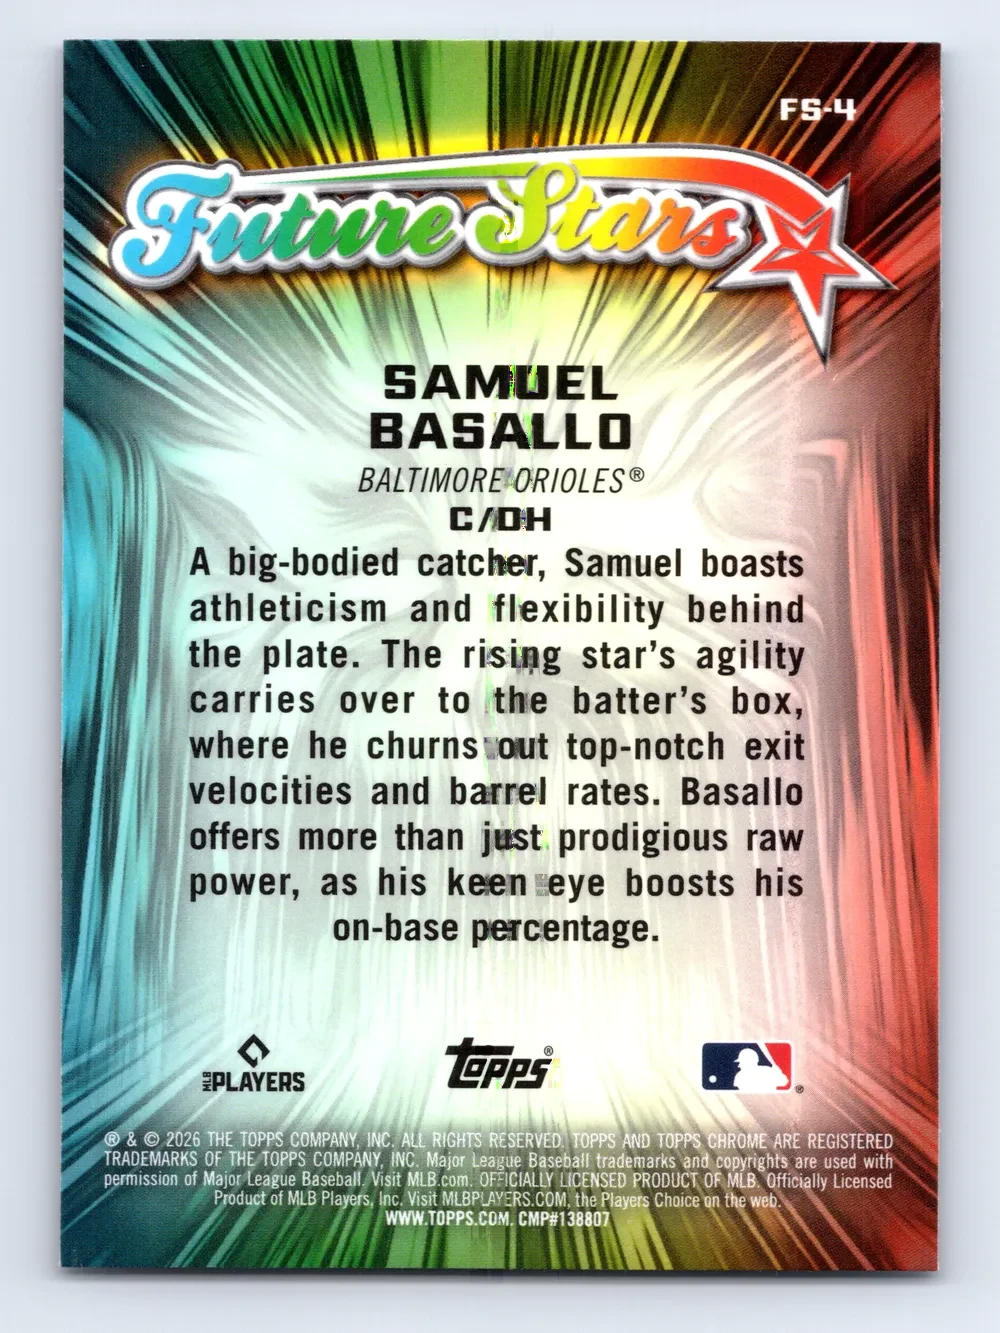 FS-4
Future Stars
SAMUEL
BASALLO
BALTIMORE ORIOLES®
C/DH
A big-bodied catcher, Samuel boasts
athleticism and flexibility behind
the plate. The rising star's agility
carries over to the batter's box,
where he churns out top-notch exit
velocities and barrel rates. Basallo
offers more than just prodigious raw
power, as his keen eye boosts his
on-base percentage.
MLB PLAYERS
Topps®
®
® & © 2026 THE TOPPS COMPANY, INC. ALL RIGHTS RESERVED. TOPPS AND TOPPS CHROME ARE REGISTERED
TRADEMARKS OF THE TOPPS COMPANY, INC. Major League Baseball trademarks and copyrights are used with
permission of Major League Baseball. Visit MLB.com. OFFICIALLY LICENSED PRODUCT OF MLB. Officially Licensed
Product of MLB Players, Inc. Visit MLBPLAYERS.COM, the Players Choice on the web.
WWW.TOPPS.COM. CMP#138807